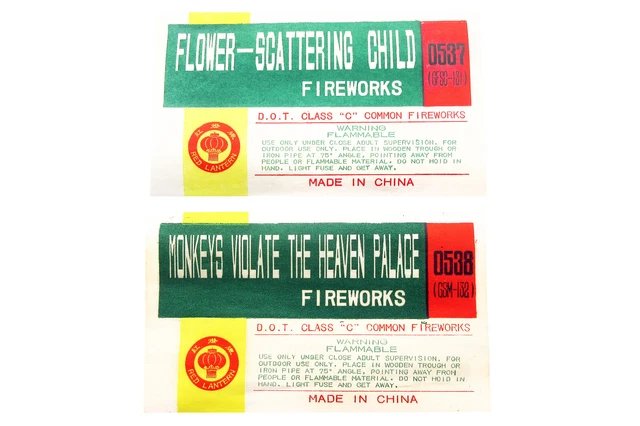 FLOWER-SCATTERING CHILD
FIREWORKS
0537
D.O.T. CLASS "C" COMMON FIREWORKS
WARNING
FLAMMABLE
USE ONLY UNDER CLOSE ADULT SUPERVISION. FOR
OUTDOOR USE ONLY. PLACE IN WOODEN TROUGH OR
IRON PIPE AT 75° ANGLE, POINTING AWAY FROM
PEOPLE OR FLAMMABLE MATERIAL. DO NOT HOLD IN
HAND. LIGHT FUSE AND GET AWAY.
RED LANTERN
MADE IN CHINA
MONKEYS VIOLATE THE HEAVEN PALACE
FIREWORKS
0538
(GSM-132)
D.O.T. CLASS "C" COMMON FIREWORKS
WARNING
FLAMMABLE
USE ONLY UNDER CLOSE ADULT SUPERVISION. FOR
OUTDOOR USE ONLY. PLACE IN WOODEN TROUGH OR
IRON PIPE AT 75° ANGLE, POINTING AWAY FROM
PEOPLE OR FLAMMABLE MATERIAL. DO NOT HOLD IN
HAND. LIGHT FUSE AND GET AWAY.
RED LANTERN
MADE IN CHINA